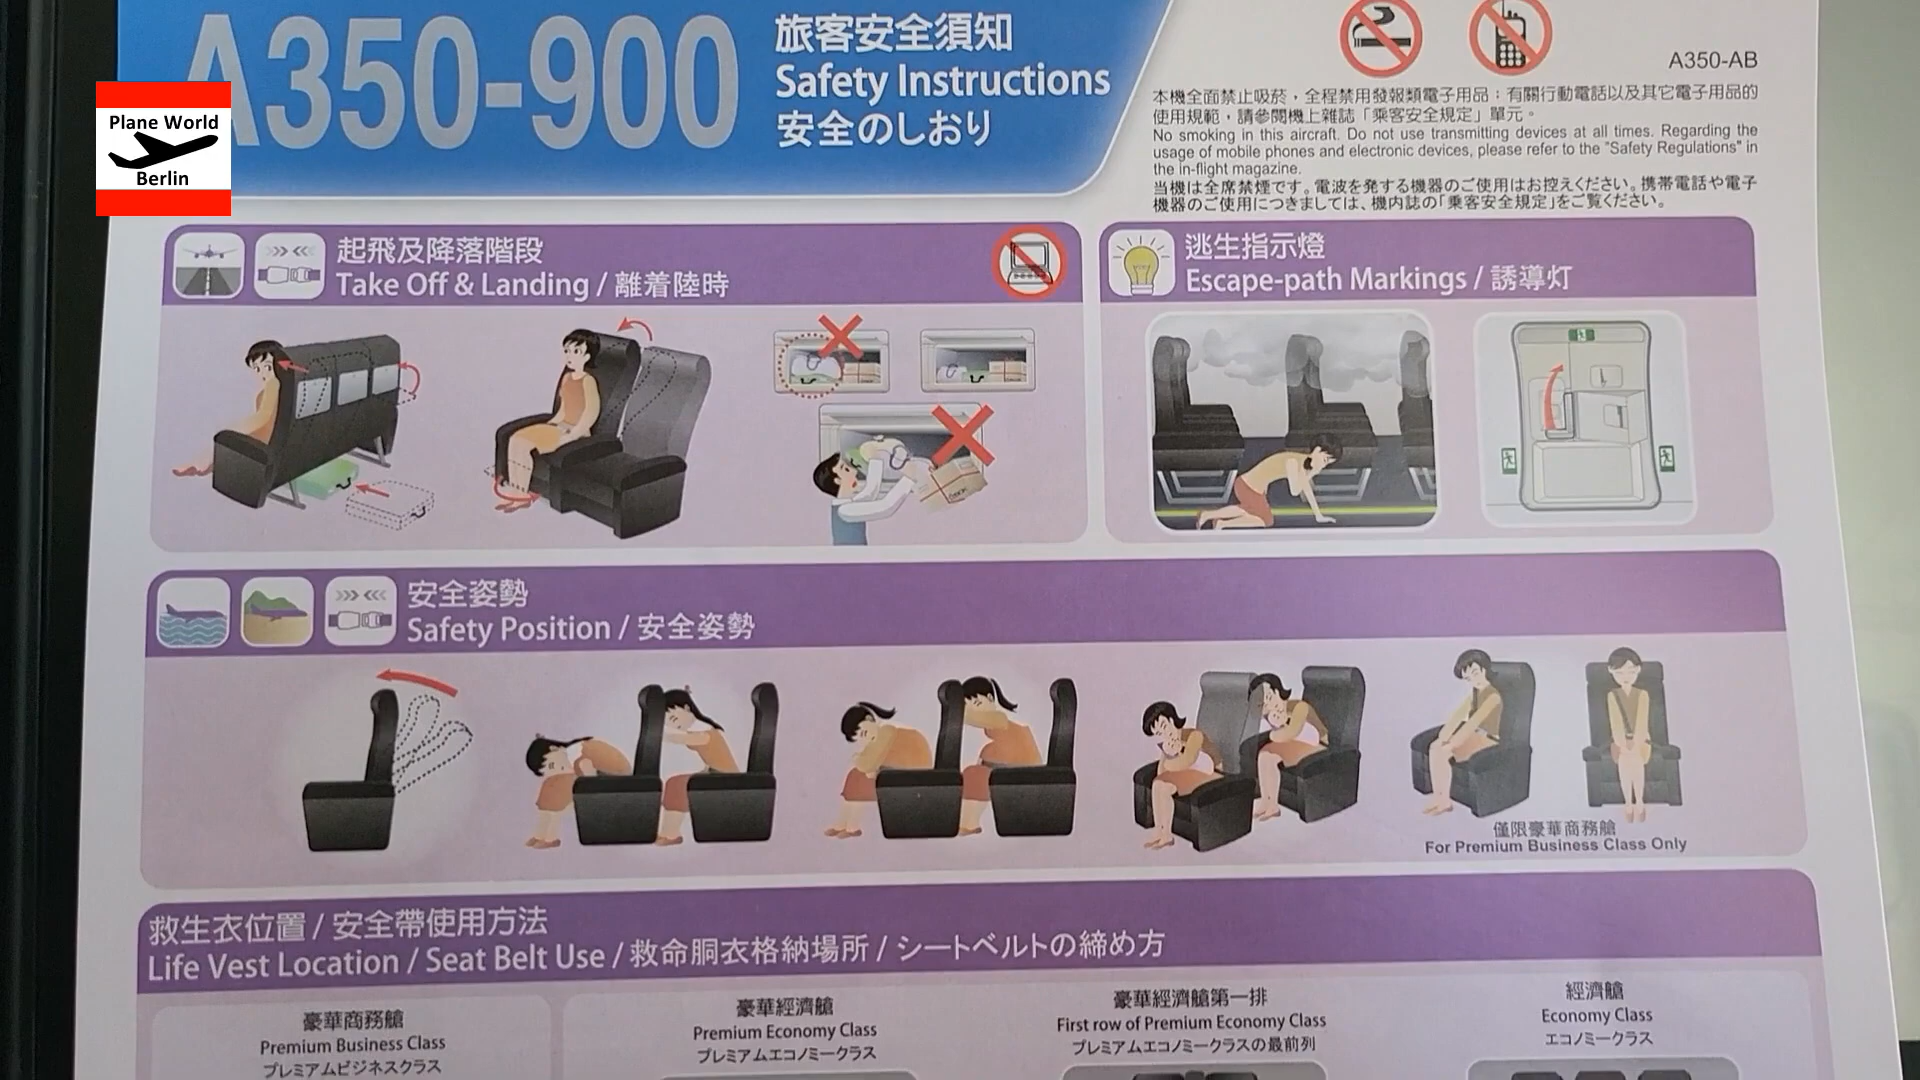 A350-900
旅客安全須知
Safety Instructions
安全のしおり
Plane World
Berlin
A350-AB
本機全面禁止吸菸，全程禁用發報類電子用品；有關行動電話以及其它電子用品的
使用規範，請參閱機上雜誌「乘客安全規定」單元。
No smoking in this aircraft. Do not use transmitting devices at all times. Regarding the
usage of mobile phones and electronic devices, please refer to the "Safety Regulations" in
the in-flight magazine.
当機は全席禁煙です。電波を発する機器のご使用はお控えください。携帯電話や電子
機器のご使用につきましては、機内誌の「乗客安全規定」をご覧ください。
起飛及降落階段
Take Off & Landing / 離着陸時
逃生指示燈
Escape-path Markings / 誘導灯
安全姿勢
Safety Position / 安全姿勢
僅限豪華商務艙
For Premium Business Class Only
救生衣位置 / 安全帶使用方法
Life Vest Location / Seat Belt Use / 救命胴衣格納場所 / シートベルトの締め方
豪華商務艙
Premium Business Class
プレミアムビジネスクラス
豪華經濟艙
Premium Economy Class
プレミアムエコノミークラス
豪華經濟艙第一排
First row of Premium Economy Class
プレミアムエコノミークラスの最前列
經濟艙
Economy Class
エコノミークラス